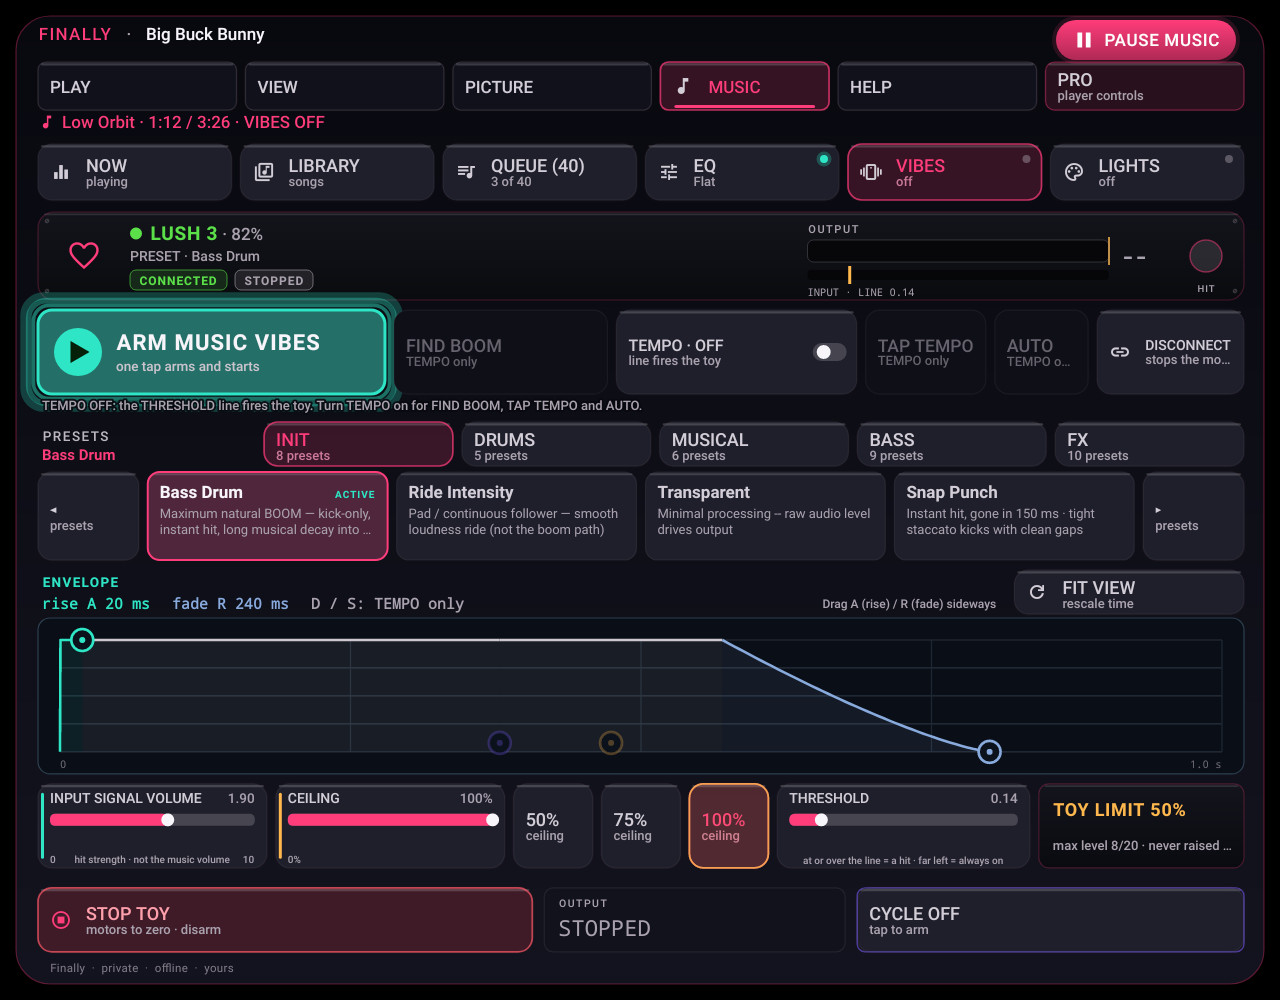 FINALLY · Big Buck Bunny
PAUSE MUSIC
PLAY
VIEW
PICTURE
MUSIC
HELP
PRO
player controls
Low Orbit · 1:12 / 3:26 · VIBES OFF
NOW
playing
LIBRARY
songs
QUEUE (40)
3 of 40
EQ
Flat
VIBES
off
LIGHTS
off
LUSH 3 · 82%
PRESET · Bass Drum
CONNECTED
STOPPED
OUTPUT
--
INPUT · LINE 0.14
HIT
ARM MUSIC VIBES
one tap arms and starts
FIND BOOM
TEMPO only
TEMPO · OFF
line fires the toy
TAP TEMPO
TEMPO only
AUTO
TEMPO o...
DISCONNECT
stops the mo...
TEMPO OFF: the THRESHOLD line fires the toy. Turn TEMPO on for FIND BOOM, TAP TEMPO and AUTO.
PRESETS
Bass Drum
INIT
8 presets
DRUMS
5 presets
MUSICAL
6 presets
BASS
9 presets
FX
10 presets
◂
presets
Bass Drum
ACTIVE
Maximum natural BOOM — kick-only,
instant hit, long musical decay into ...
Ride Intensity
Pad / continuous follower — smooth
loudness ride (not the boom path)
Transparent
Minimal processing -- raw audio level
drives output
Snap Punch
Instant hit, gone in 150 ms · tight
staccato kicks with clean gaps
▸
presets
ENVELOPE
rise A 20 ms fade R 240 ms D / S: TEMPO only
Drag A (rise) / R (fade) sideways
FIT VIEW
rescale time
0
1.0 s
INPUT SIGNAL VOLUME 1.90
0 hit strength · not the music volume 10
CEILING 100%
0%
50%
ceiling
75%
ceiling
100%
ceiling
THRESHOLD 0.14
at or over the line = a hit · far left = always on
TOY LIMIT 50%
max level 8/20 · never raised ...
STOP TOY
motors to zero · disarm
OUTPUT
STOPPED
CYCLE OFF
tap to arm
Finally · private · offline · yours